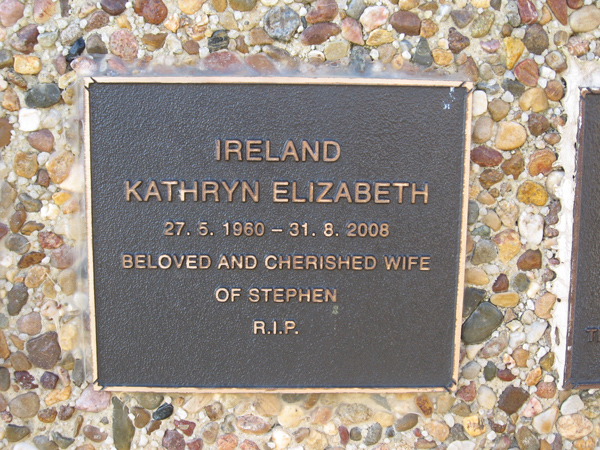 IRELAND
KATHRYN ELIZABETH
27. 5. 1960 – 31. 8. 2008
BELOVED AND CHERISHED WIFE
OF STEPHEN
R.I.P.